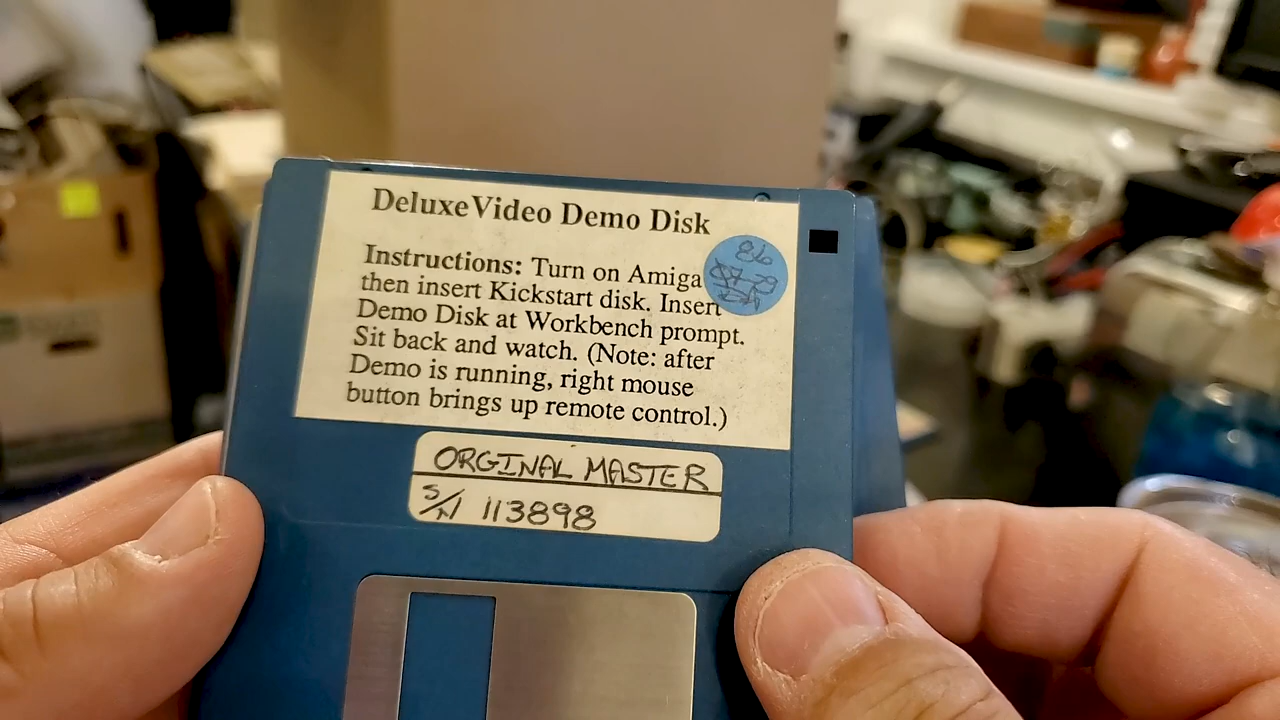 DeluxeVideo Demo Disk
Instructions: Turn on Amiga
then insert Kickstart disk. Insert
Demo Disk at Workbench prompt.
Sit back and watch. (Note: after
Demo is running, right mouse
button brings up remote control.)
86
ORGINAL MASTER
S/N 113898